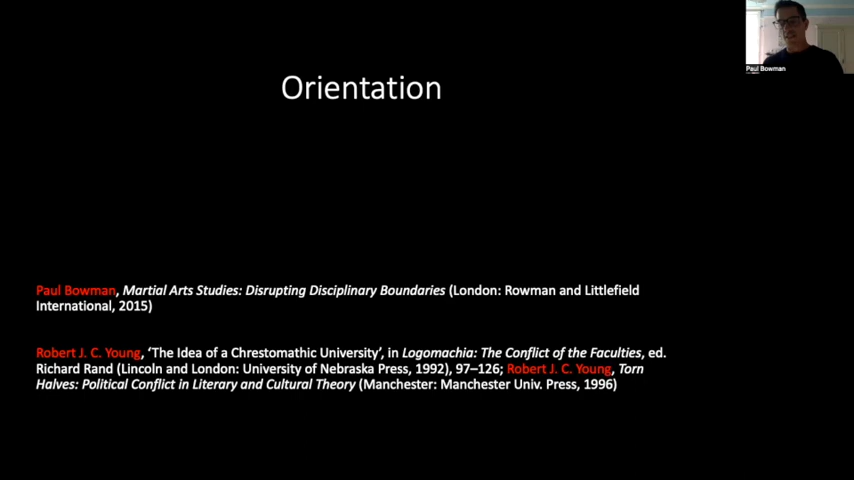 Paul Bowman
Orientation
Paul Bowman, Martial Arts Studies: Disrupting Disciplinary Boundaries (London: Rowman and Littlefield
International, 2015)
Robert J. C. Young, ‘The Idea of a Chrestomathic University’, in Logomachia: The Conflict of the Faculties, ed.
Richard Rand (Lincoln and London: University of Nebraska Press, 1992), 97–126; Robert J. C. Young, Torn
Halves: Political Conflict in Literary and Cultural Theory (Manchester: Manchester Univ. Press, 1996)